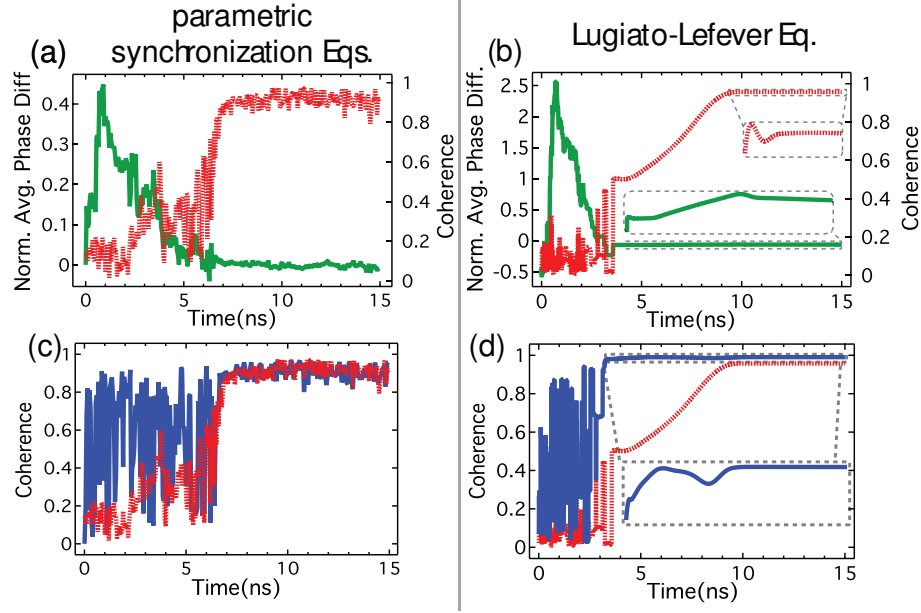 parametric
synchronization Eqs.
Lugiato-Lefever Eq.
(a)
Norm. Avg. Phase Diff
0.4
0.3
0.2
0.1
0
1
0.8
0.6
0.4
0.2
0
Coherence
0 5 10 15
Time(ns)
(b)
Norm. Avg. Phase Diff.
2.5
2
1.5
1
0.5
0
-0.5
1
0.8
0.6
0.4
0.2
0
Coherence
0 5 10 15
Time(ns)
(c)
Coherence
1
0.8
0.6
0.4
0.2
0
0 5 10 15
Time(ns)
(d)
Coherence
1
0.8
0.6
0.4
0.2
0
0 5 10 15
Time(ns)